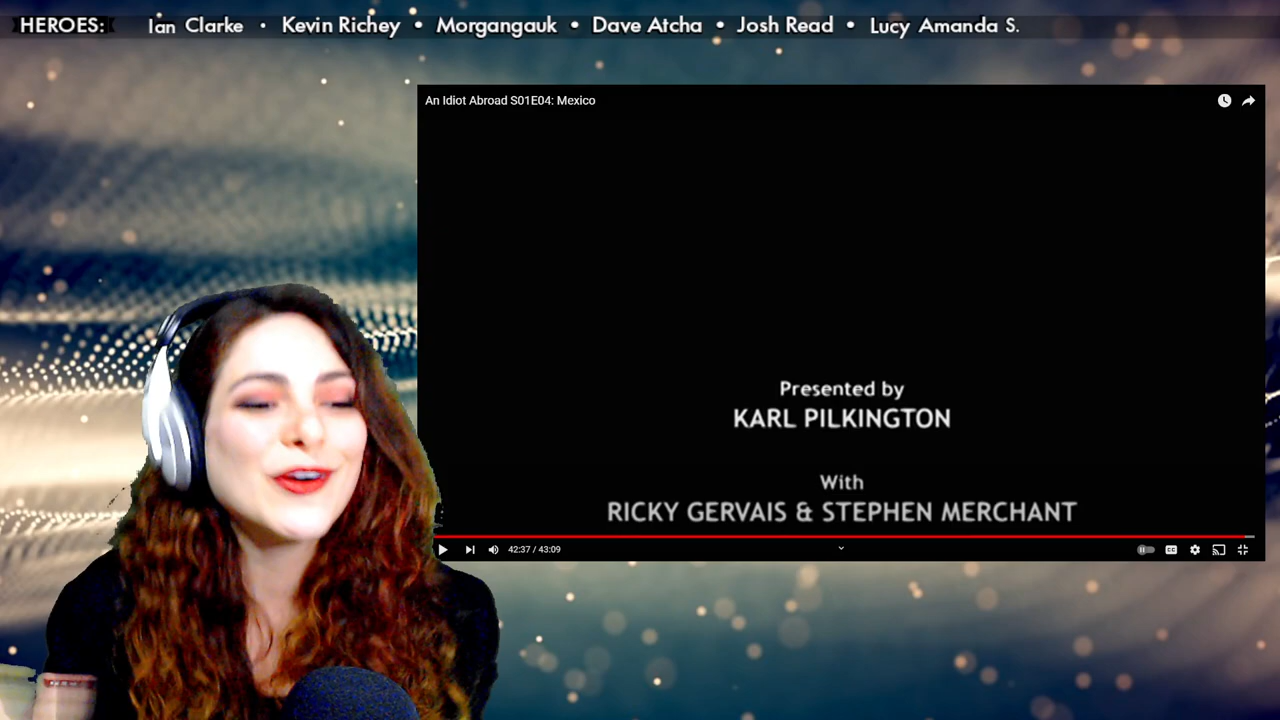 HEROES: Ian Clarke • Kevin Richey • Morgangauk • Dave Atcha • Josh Read • Lucy Amanda S.
An Idiot Abroad S01E04: Mexico
Presented by
KARL PILKINGTON
With
RICKY GERVAIS & STEPHEN MERCHANT
42:37 / 43:09
CC